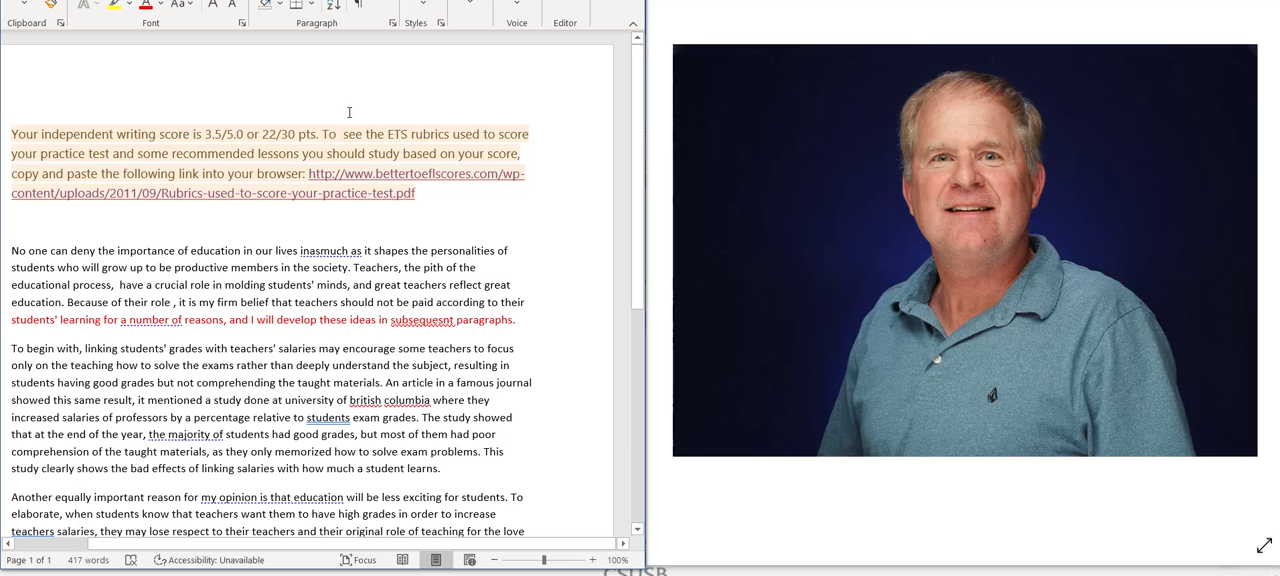 Clipboard
Font
Paragraph
Styles
Voice
Editor
Your independent writing score is 3.5/5.0 or 22/30 pts. To  see the ETS rubrics used to score
your practice test and some recommended lessons you should study based on your score,
copy and paste the following link into your browser: http://www.bettertoeflscores.com/wp-
content/uploads/2011/09/Rubrics-used-to-score-your-practice-test.pdf
No one can deny the importance of education in our lives inasmuch as it shapes the personalities of
students who will grow up to be productive members in the society. Teachers, the pith of the
educational process,  have a crucial role in molding students' minds, and great teachers reflect great
education. Because of their role , it is my firm belief that teachers should not be paid according to their
students' learning for a number of reasons, and I will develop these ideas in subsequesnt paragraphs.
To begin with, linking students' grades with teachers' salaries may encourage some teachers to focus
only on the teaching how to solve the exams rather than deeply understand the subject, resulting in
students having good grades but not comprehending the taught materials. An article in a famous journal
showed this same result, it mentioned a study done at university of british columbia where they
increased salaries of professors by a percentage relative to students exam grades. The study showed
that at the end of the year, the majority of students had good grades, but most of them had poor
comprehension of the taught materials, as they only memorized how to solve exam problems. This
study clearly shows the bad effects of linking salaries with how much a student learns.
Another equally important reason for my opinion is that education will be less exciting for students. To
elaborate, when students know that teachers want them to have high grades in order to increase
teachers salaries, they may lose respect to their teachers and their original role of teaching for the love
Page 1 of 1
417 words
Accessibility: Unavailable
Focus
100%
CSUSB